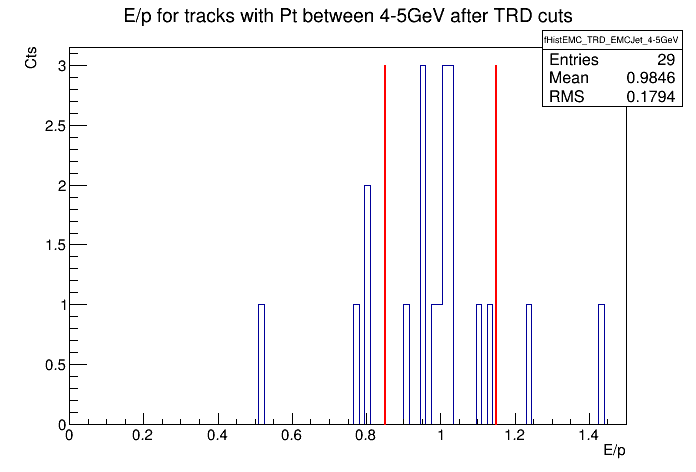 E/p for tracks with Pt between 4-5GeV after TRD cuts
fHistEMC_TRD_EMCJet_4-5GeV
Entries 29
Mean 0.9846
RMS 0.1794
Cts
3
2.5
2
1.5
1
0.5
0
0 0.2 0.4 0.6 0.8 1 1.2 1.4
E/p